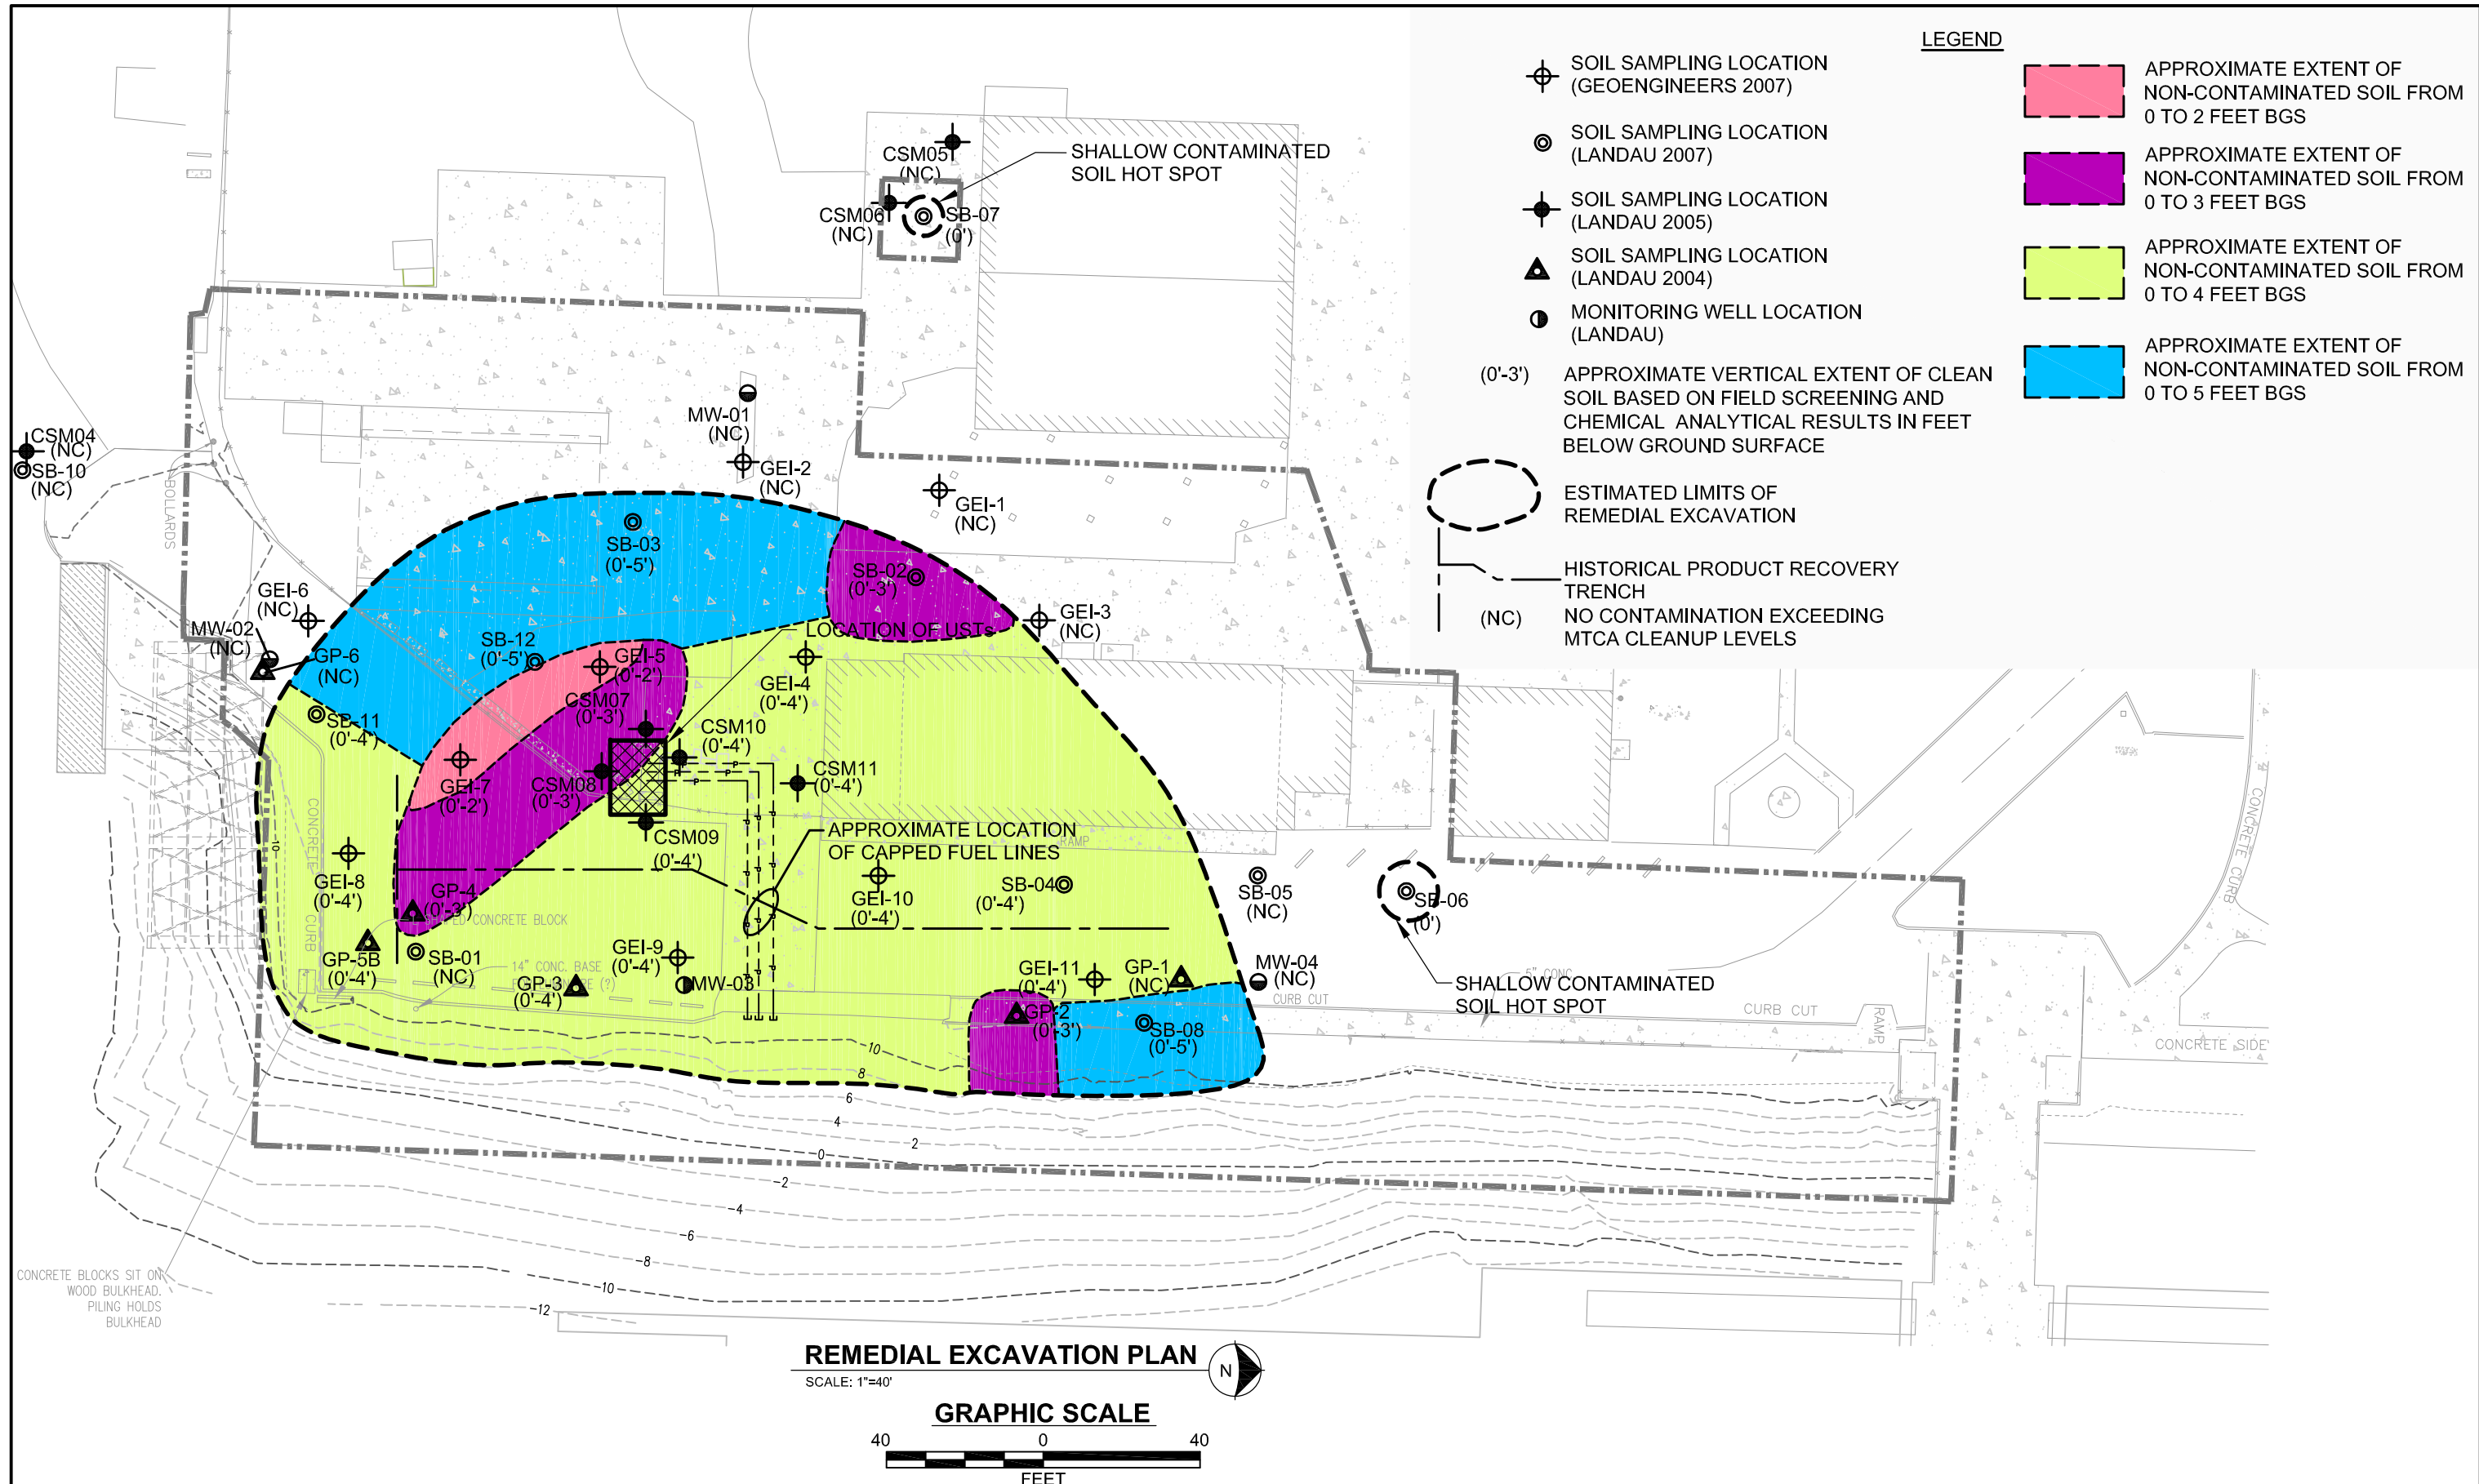 LEGEND
SOIL SAMPLING LOCATION
(GEOENGINEERS 2007)
SOIL SAMPLING LOCATION
(LANDAU 2007)
SOIL SAMPLING LOCATION
(LANDAU 2005)
SOIL SAMPLING LOCATION
(LANDAU 2004)
MONITORING WELL LOCATION
(LANDAU)
(0'-3')
APPROXIMATE VERTICAL EXTENT OF CLEAN
SOIL BASED ON FIELD SCREENING AND
CHEMICAL ANALYTICAL RESULTS IN FEET
BELOW GROUND SURFACE
ESTIMATED LIMITS OF
REMEDIAL EXCAVATION
HISTORICAL PRODUCT RECOVERY
TRENCH
(NC)
NO CONTAMINATION EXCEEDING
MTCA CLEANUP LEVELS
APPROXIMATE EXTENT OF
NON-CONTAMINATED SOIL FROM
0 TO 2 FEET BGS
APPROXIMATE EXTENT OF
NON-CONTAMINATED SOIL FROM
0 TO 3 FEET BGS
APPROXIMATE EXTENT OF
NON-CONTAMINATED SOIL FROM
0 TO 4 FEET BGS
APPROXIMATE EXTENT OF
NON-CONTAMINATED SOIL FROM
0 TO 5 FEET BGS
CSM05
(NC)
SHALLOW CONTAMINATED
SOIL HOT SPOT
CSM06
(NC)
SB-07
(0')
MW-01
(NC)
GEI-2
(NC)
GEI-1
(NC)
CSM04
(NC)
SB-10
(NC)
BOLLARDS
SB-03
(0'-5')
SB-02
(0'-3')
GEI-3
(NC)
GEI-6
(NC)
MW-02
(NC)
GP-6
(NC)
SB-12
(0'-5')
LOCATION OF USTs
GEI-5
(0'-2')
GEI-4
(0'-4')
SB-11
(0'-4')
CSM07
(0'-3')
CSM10
(0'-4')
CSM11
(0'-4')
GEI-7
(0'-2')
CSM08
(0'-3')
CSM09
(0'-4')
APPROXIMATE LOCATION
OF CAPPED FUEL LINES
RAMP
CONCRETE CURB
-10-
GEI-8
(0'-4')
GP-4
(0'-3')
CONCRETE BLOCK
GEI-10
(0'-4')
SB-04
(0'-4')
SB-05
(NC)
SB-06
(0')
SHALLOW CONTAMINATED
SOIL HOT SPOT
GP-5B
(0'-4')
SB-01
(NC)
14" CONC. BASE
(?)
GP-3
(0'-4')
GEI-9
(0'-4')
MW-03
GEI-11
(0'-4')
GP-1
(NC)
MW-04
(NC)
GP-2
(0'-3')
SB-08
(0'-5')
5" CONC
CURB CUT
CURB CUT
RAMP
CONCRETE CURB
CONCRETE SIDE
P
P
P
P
P
P
P
P
P
P
P
P
10
8
6
4
2
0
-2
-4
-6
-8
-10
-12
CONCRETE BLOCKS SIT ON
WOOD BULKHEAD.
PILING HOLDS
BULKHEAD
REMEDIAL EXCAVATION PLAN
SCALE: 1"=40'
N
GRAPHIC SCALE
40 0 40
FEET